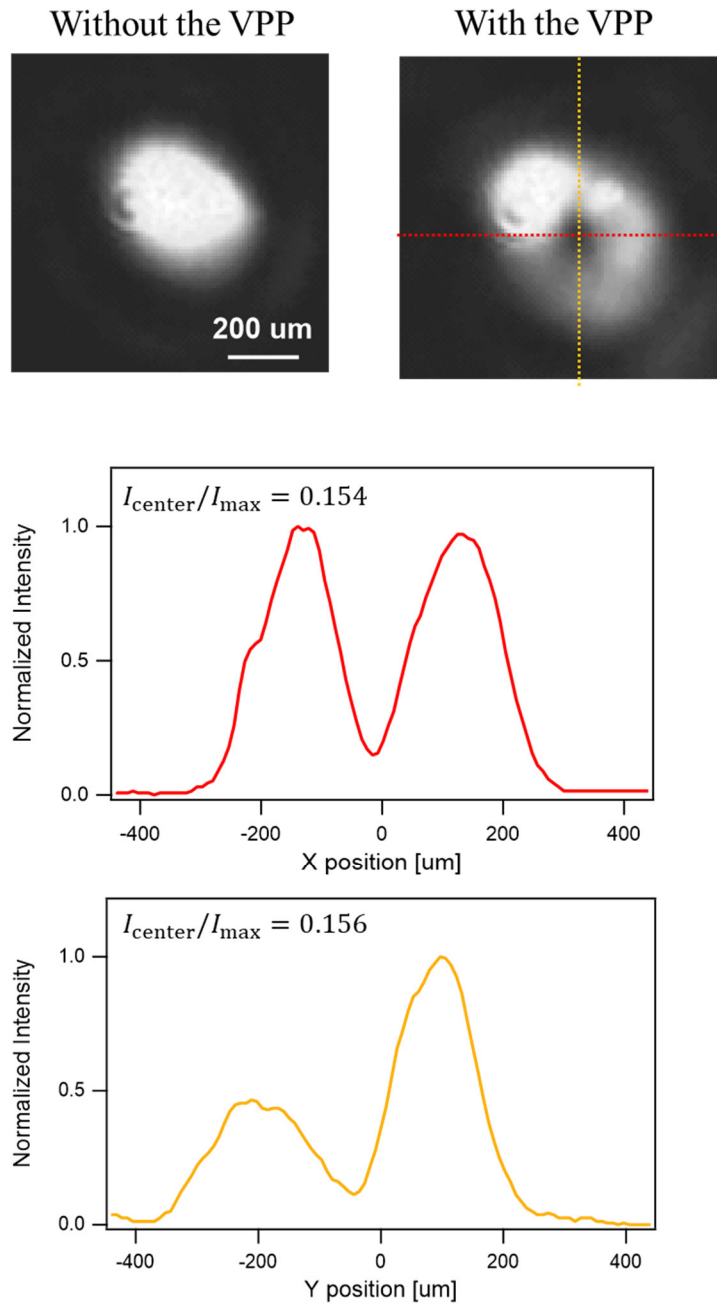 Without the VPP
With the VPP
200 um
I_center/I_max = 0.154
Normalized Intensity
1.0
0.5
0.0
-400 -200 0 200 400
X position [um]
I_center/I_max = 0.156
Normalized Intensity
1.0
0.5
0.0
-400 -200 0 200 400
Y position [um]